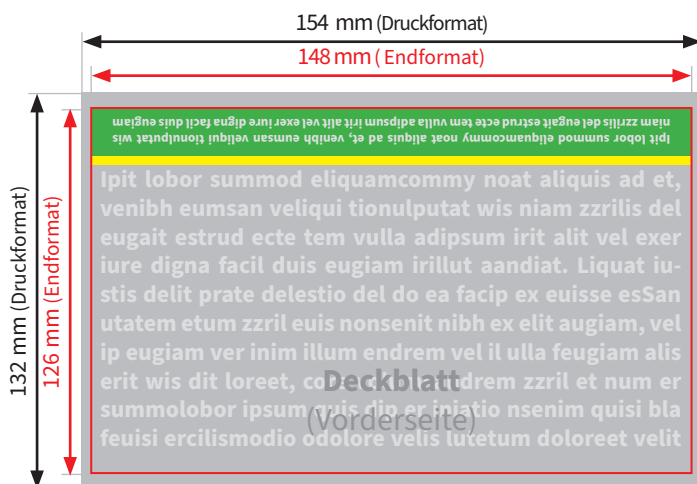 154 mm (Druckformat)
148 mm ( Endformat)
132 mm (Druckformat)
126 mm (Endformat)
Ipit lobor summod eliquamcommy noat aliquis ad et, venibh eumsan veliqui tionulputat wis
niam zzrilis del eugait estrud ecte tem vulla adipsum irit alit vel exer iure digna facil duis eugiam
Ipit lobor summod eliquamcommy noat aliquis ad et,
venibh eumsan veliqui tionulputat wis niam zzrilis del
eugait estrud ecte tem vulla adipsum irit alit vel exer
iure digna facil duis eugiam irillut aandiat. Liquat iu-
stis delit prate delestio del do ea facip ex euisse esSan
utatem etum zzril euis nonsenit nibh ex elit augiam, vel
ip eugiam ver inim illum endrem vel il ulla feugiam alis
erit wis dit loreet, zzril et num er
summolobor ipsum nsenim quisi bla
feuisi ercilismodio odolore velis lutetum doloreet velit
Deckblatt
(Vorderseite)